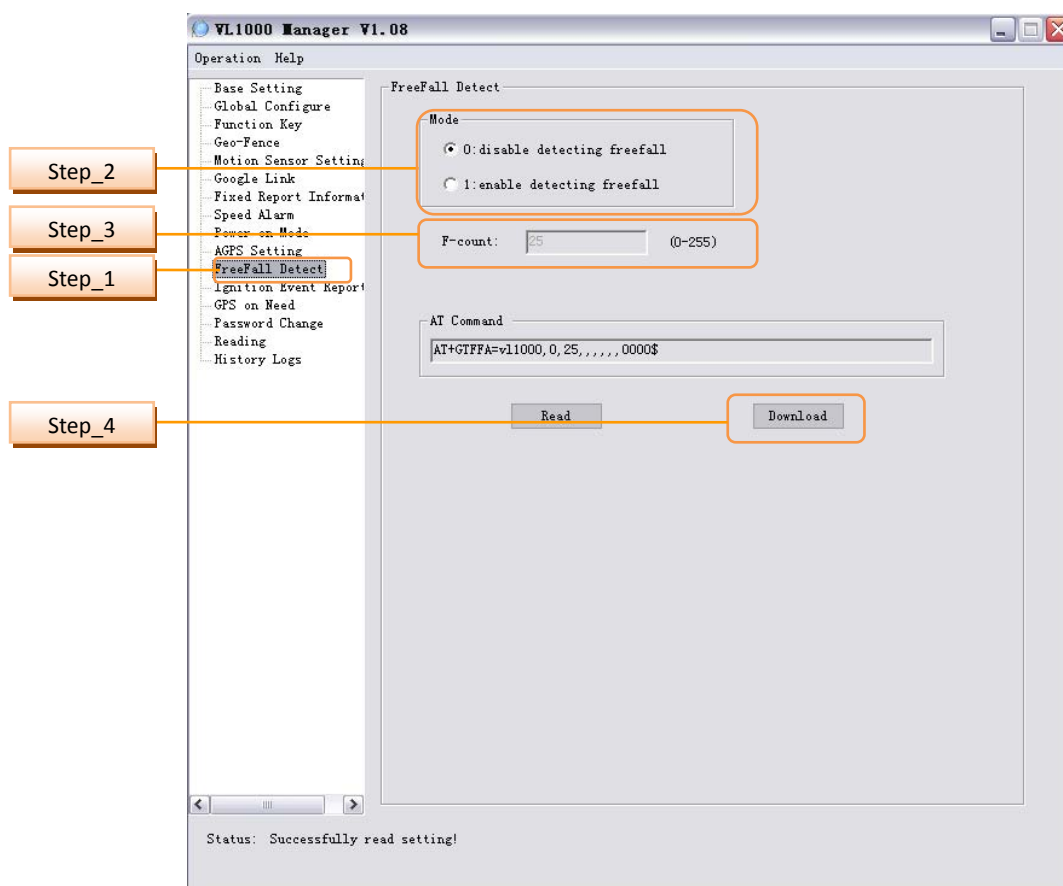 VL1000 Manager V1.08
Operation Help
Base Setting
Global Configure
Function Key
Geo-Fence
Motion Sensor Setting
Google Link
Fixed Report Informat
Speed Alarm
Power on Mode
AGPS Setting
FreeFall Detect
Ignition Event Report
GPS on Need
Password Change
Reading
History Logs
FreeFall Detect
Mode
0:disable detecting freefall
1:enable detecting freefall
F-count: 25 (0-255)
AT Command
AT+GTFFA=vl1000,0,25,,,,,,0000$
Read Download
Step_2
Step_3
Step_1
Step_4
Status: Successfully read setting!